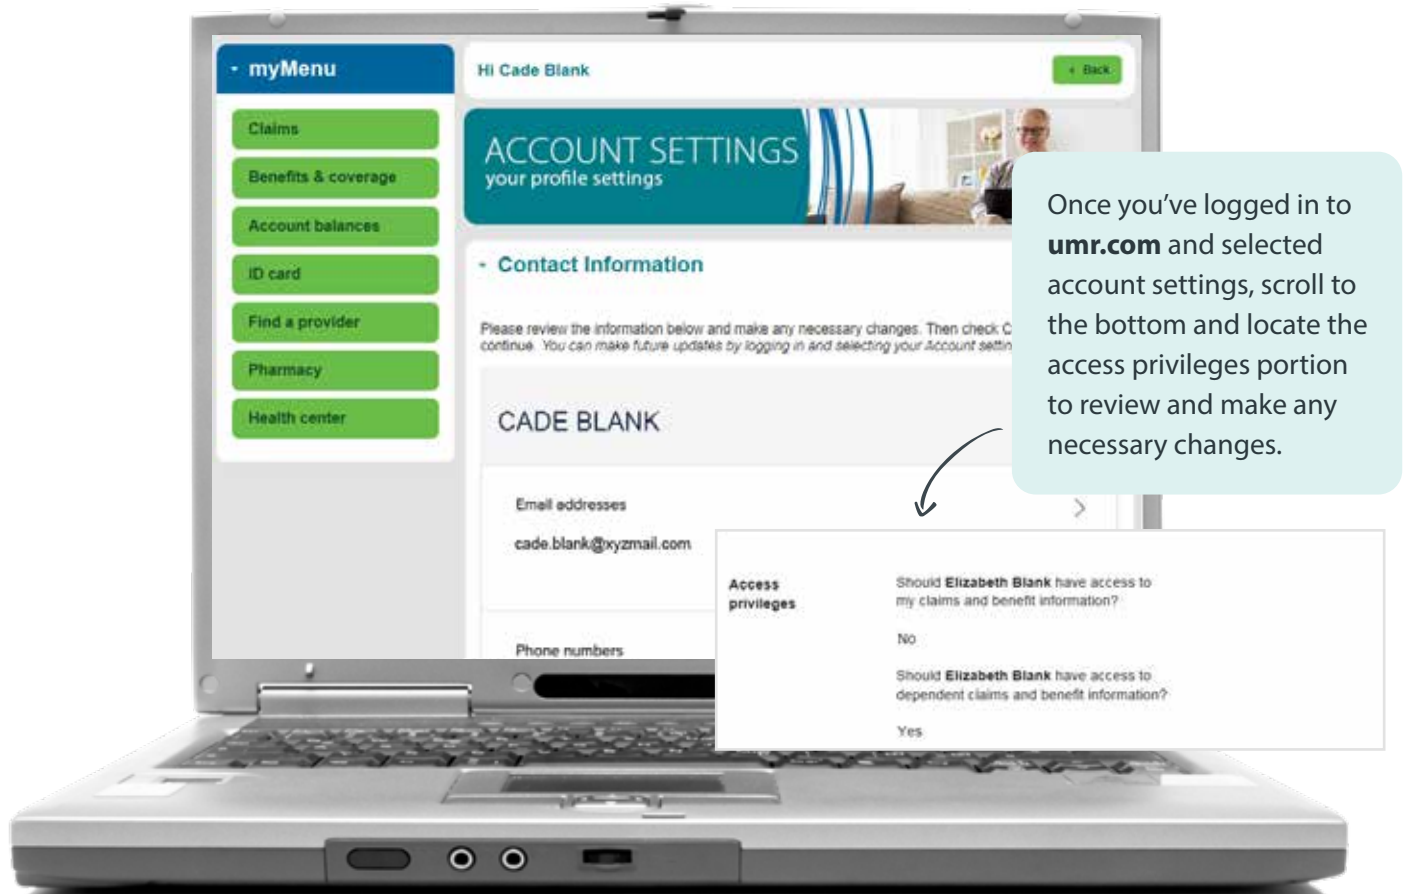 - myMenu
Claims
Benefits & coverage
Account balances
ID card
Find a provider
Pharmacy
Health center
Hi Cade Blank
‹ Back
ACCOUNT SETTINGS
your profile settings
- Contact Information
Please review the information below and make any necessary changes. Then check C
continue. You can make future updates by logging in and selecting your Account settin
CADE BLANK
Email addresses
cade.blank@xyzmail.com
Phone numbers
Once you’ve logged in to
umr.com and selected
account settings, scroll to
the bottom and locate the
access privileges portion
to review and make any
necessary changes.
Access
privileges
Should Elizabeth Blank have access to
my claims and benefit information?
No
Should Elizabeth Blank have access to
dependent claims and benefit information?
Yes